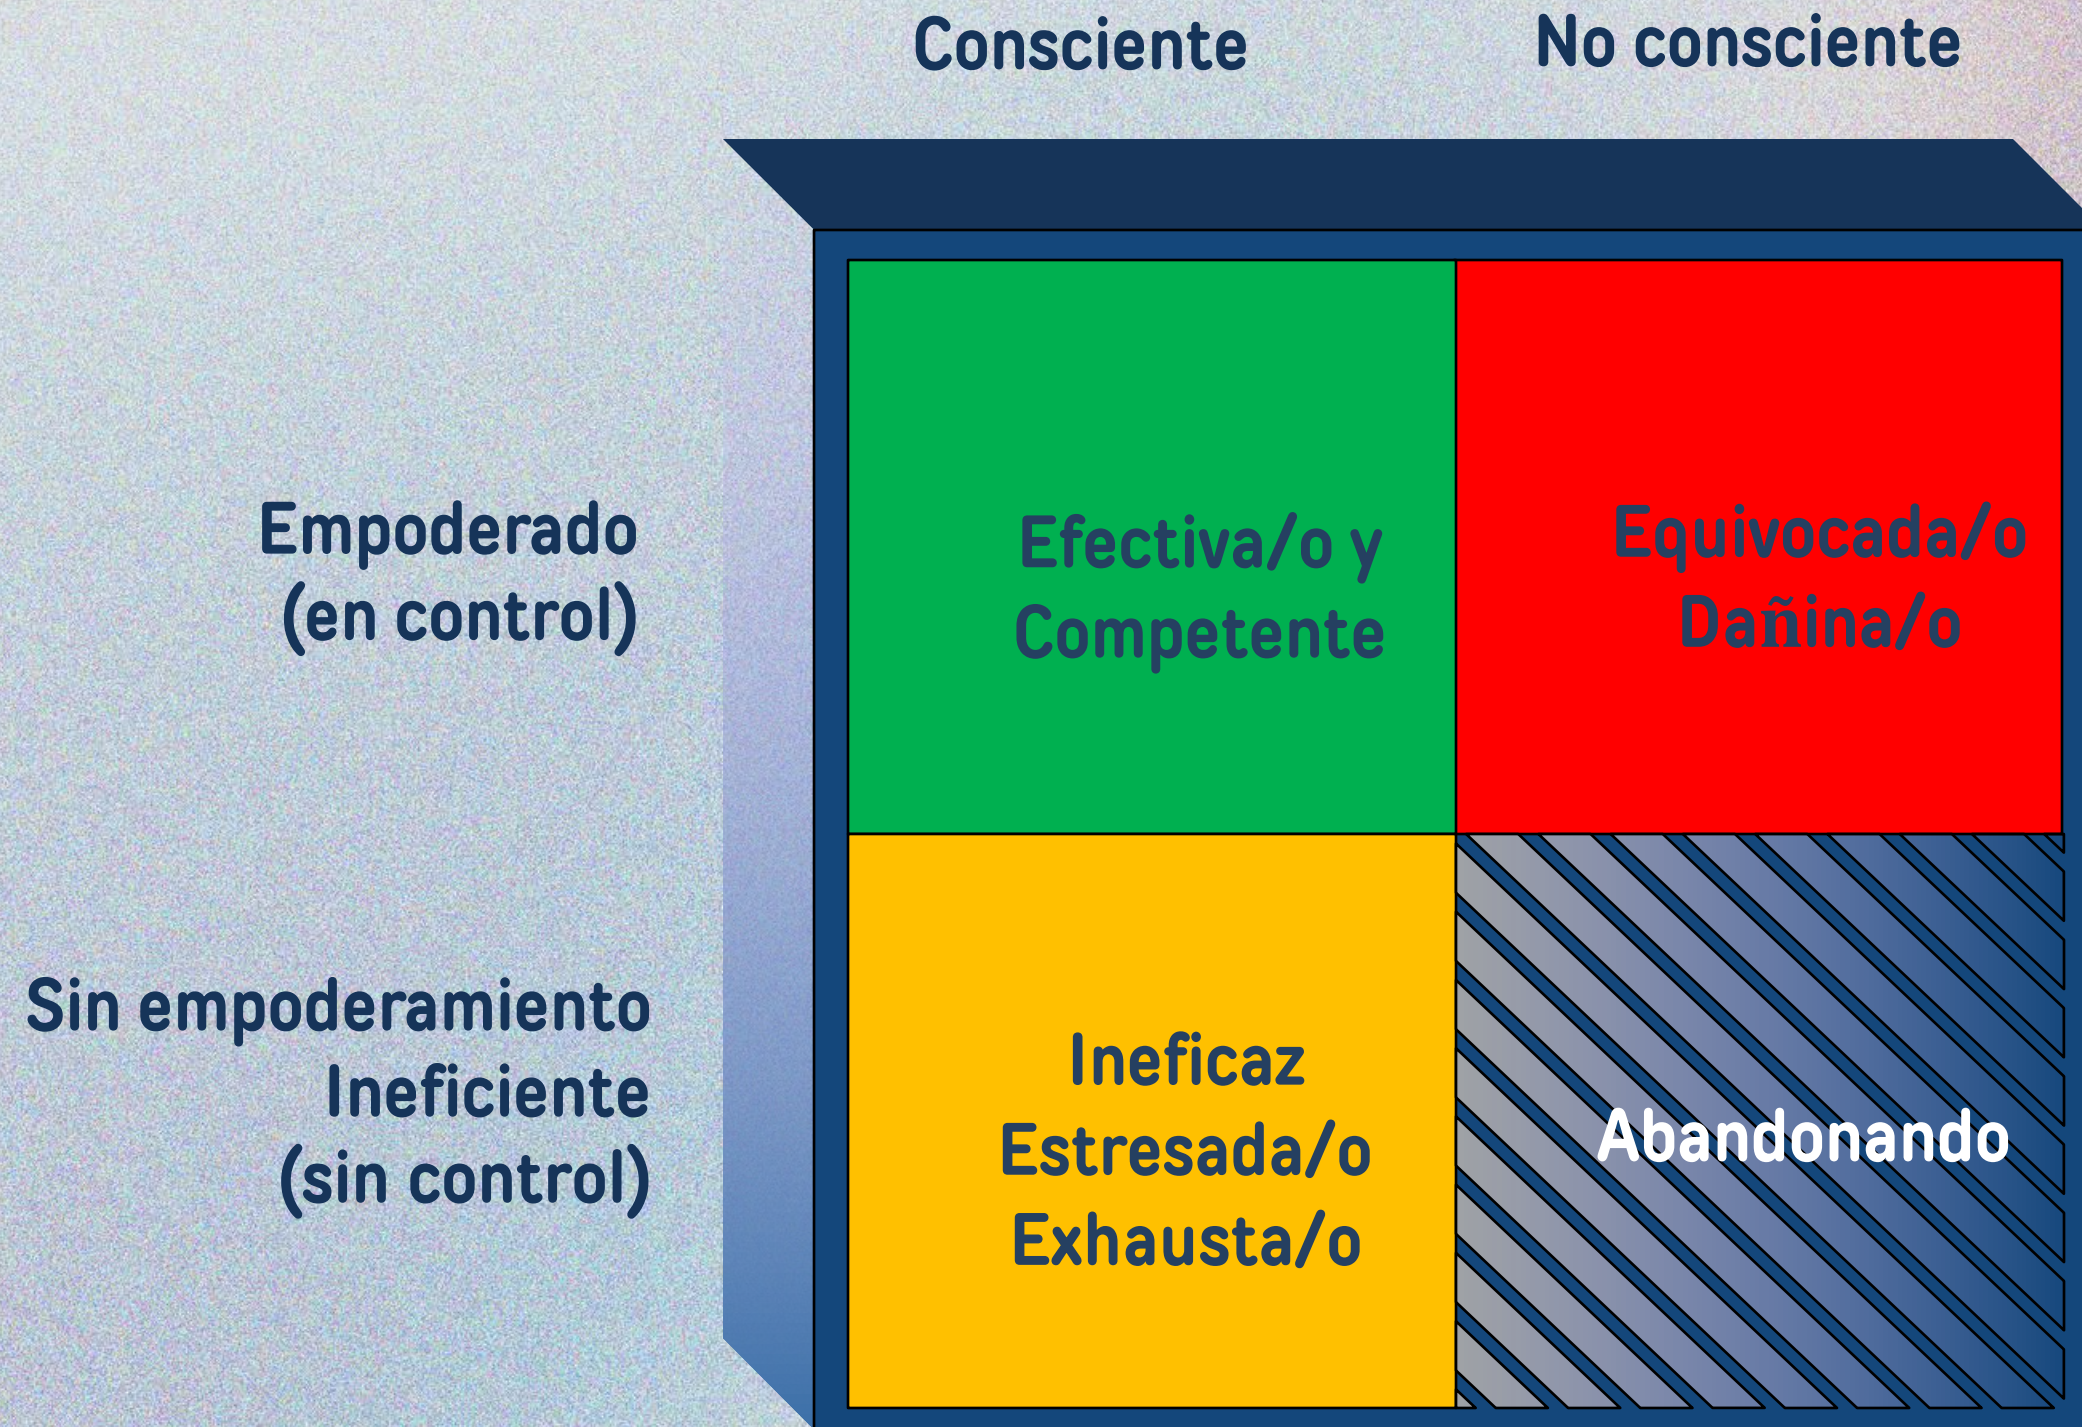 Consciente
No consciente
Empoderado
(en control)
Efectiva/o y
Competente
Equivocada/o
Dañina/o
Sin empoderamiento
Ineficiente
(sin control)
Ineficaz
Estresada/o
Exhausta/o
Abandonando